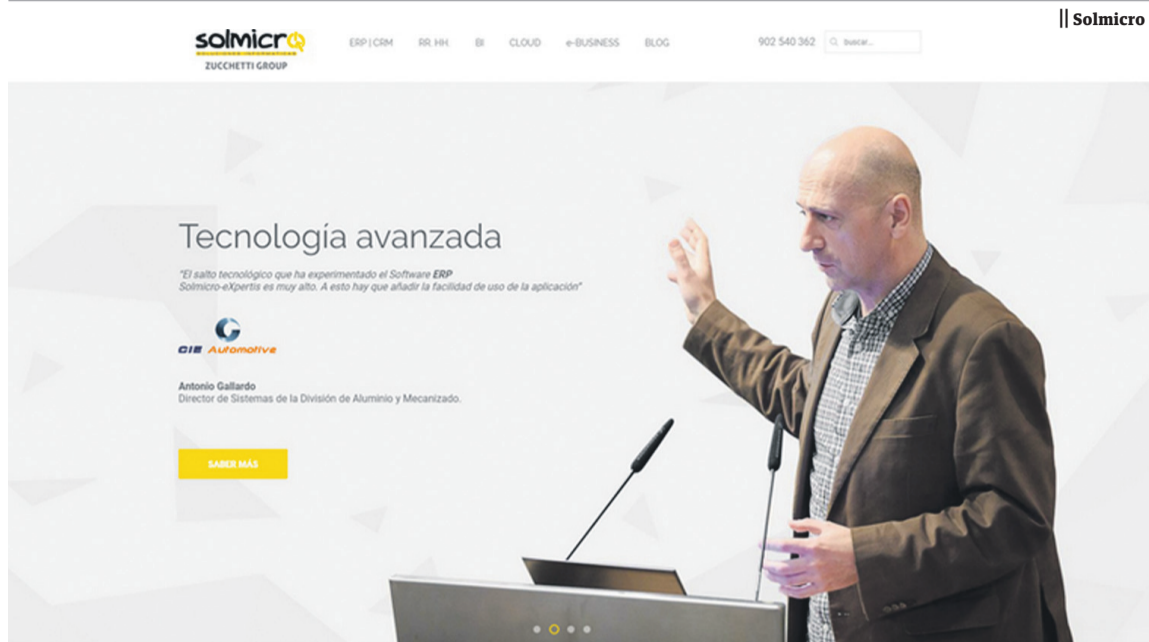 || Solmicro
solmicro
SOLUCIONES INFORMÁTICAS
ZUCCHETTI GROUP
ERP | CRM RR. HH. BI CLOUD e-BUSINESS BLOG
902 540 362 buscar...
Tecnología avanzada
"El salto tecnológico que ha experimentado el Software ERP
Solmicro-eXpertis es muy alto. A esto hay que añadir la facilidad de uso de la aplicación"
CIE Automotive
Antonio Gallardo
Director de Sistemas de la División de Aluminio y Mecanizado.
SABER MÁS